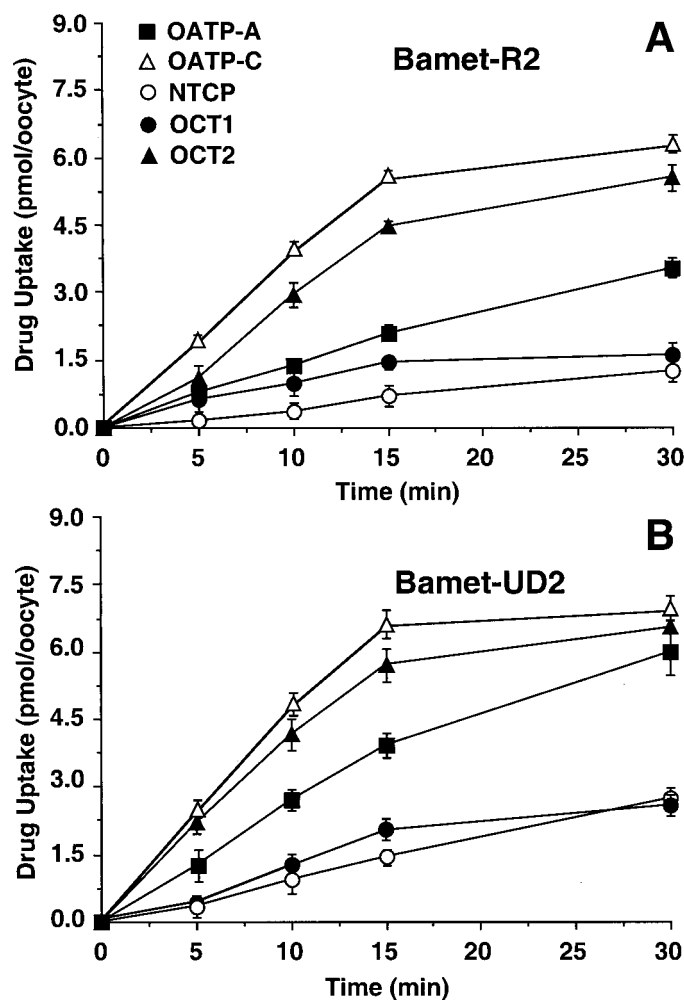 A
Bamet-R2
OATP-A
OATP-C
NTCP
OCT1
OCT2
Drug Uptake (pmol/oocyte)
9.0
7.5
6.0
4.5
3.0
1.5
0.0
0 5 10 15 20 25 30
Time (min)
B
Bamet-UD2
Drug Uptake (pmol/oocyte)
9.0
7.5
6.0
4.5
3.0
1.5
0.0
0 5 10 15 20 25 30
Time (min)